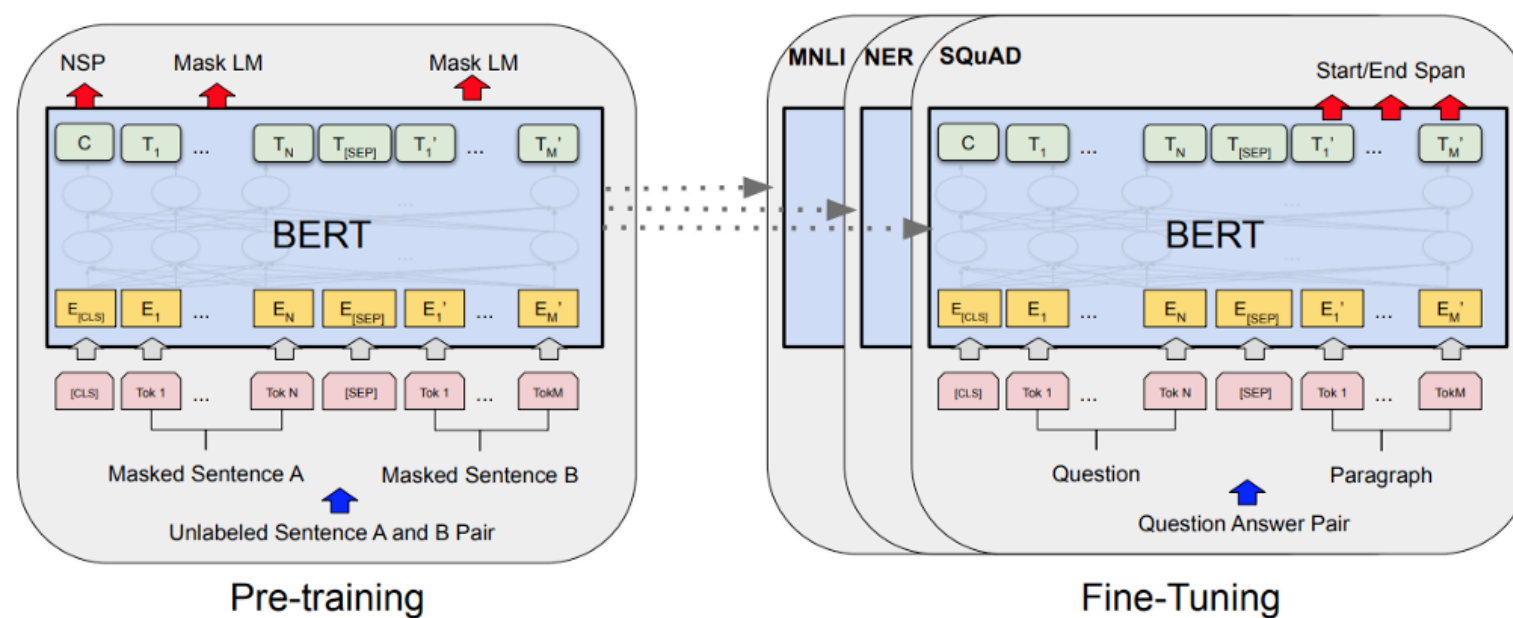 NSP Mask LM Mask LM
C T1 ... TN T[SEP] T1' ... TM'
...
BERT
...
E[CLS] E1 ... EN E[SEP] E1' ... EM'
[CLS] Tok 1 ... Tok N [SEP] Tok 1 ... TokM
Masked Sentence A Masked Sentence B
Unlabeled Sentence A and B Pair
Pre-training
MNLI NER SQuAD
Start/End Span
C T1 ... TN T[SEP] T1' ... TM'
...
BERT
...
E[CLS] E1 ... EN E[SEP] E1' ... EM'
[CLS] Tok 1 ... Tok N [SEP] Tok 1 ... TokM
Question Paragraph
Question Answer Pair
Fine-Tuning